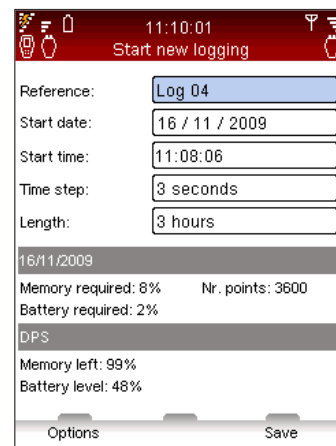 11:10:01
Start new logging
Reference: Log 04
Start date: 16 / 11 / 2009
Start time: 11:08:06
Time step: 3 seconds
Length: 3 hours
16/11/2009
Memory required: 8% Nr. points: 3600
Battery required: 2%
DPS
Memory left: 99%
Battery level: 48%
Options Save